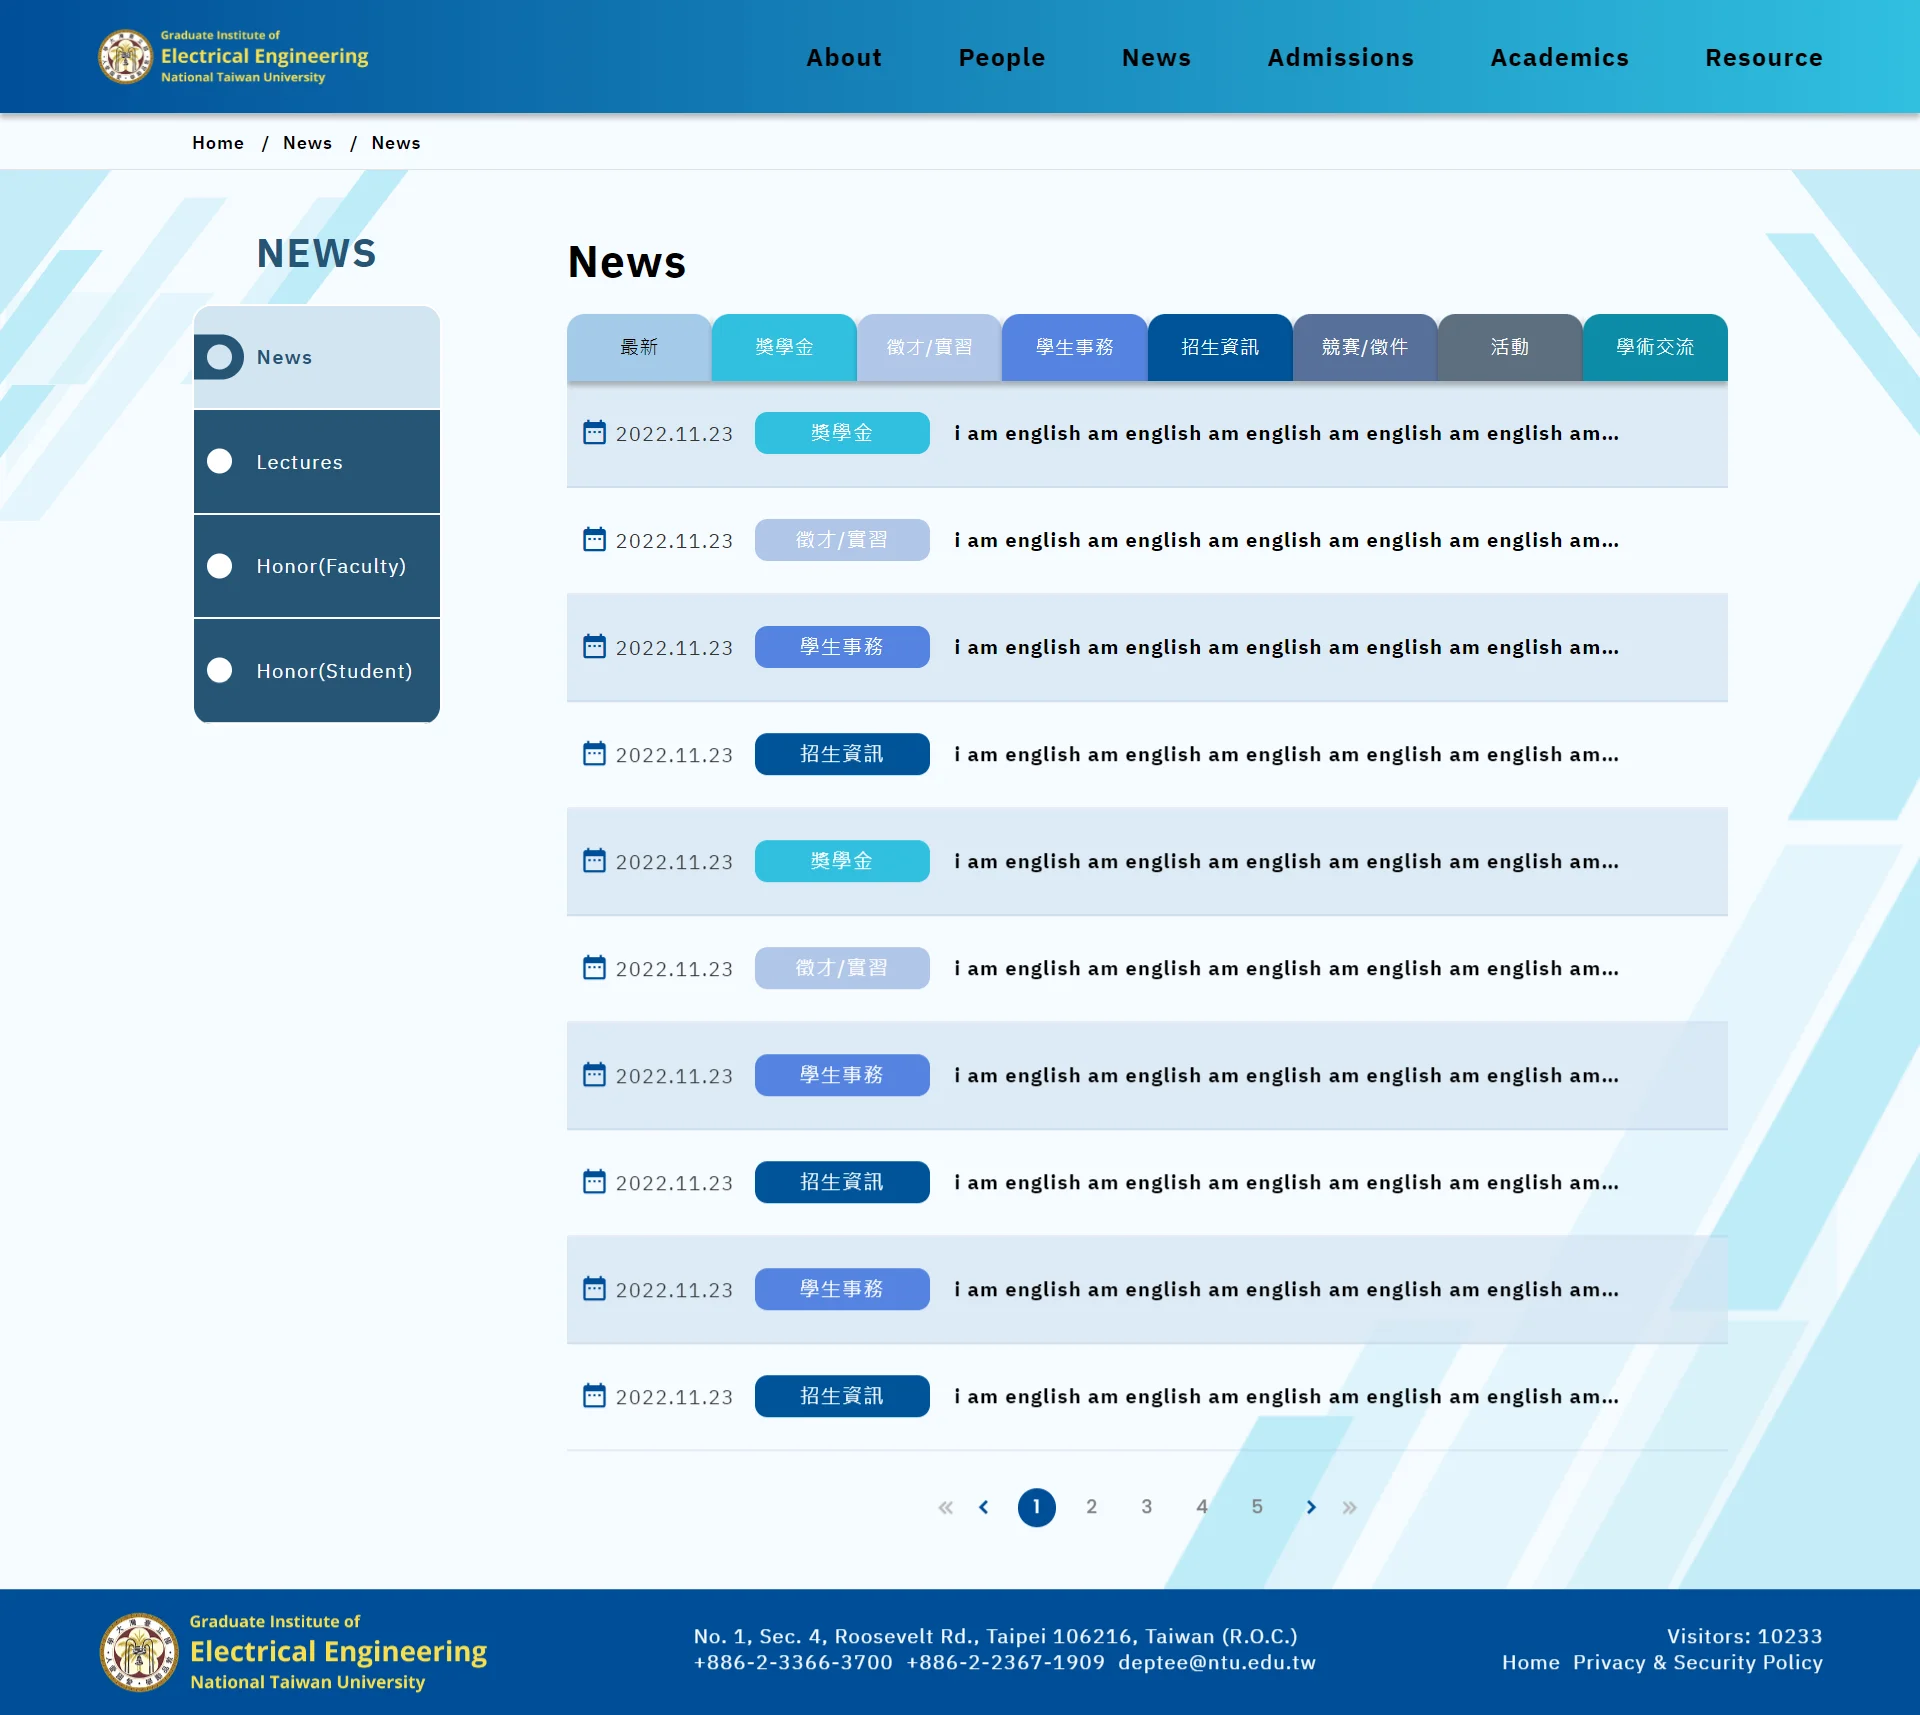 Graduate Institute of
Electrical Engineering
National Taiwan University
About People News Admissions Academics Resource
Home / News / News
NEWS
News
Lectures
Honor(Faculty)
Honor(Student)
News
最新 獎學金 徵才/實習 學生事務 招生資訊 競賽/徵件 活動 學術交流
2022.11.23 獎學金 i am english am english am english am english am english am...
2022.11.23 徵才/實習 i am english am english am english am english am english am...
2022.11.23 學生事務 i am english am english am english am english am english am...
2022.11.23 招生資訊 i am english am english am english am english am english am...
2022.11.23 獎學金 i am english am english am english am english am english am...
2022.11.23 徵才/實習 i am english am english am english am english am english am...
2022.11.23 學生事務 i am english am english am english am english am english am...
2022.11.23 招生資訊 i am english am english am english am english am english am...
2022.11.23 學生事務 i am english am english am english am english am english am...
2022.11.23 招生資訊 i am english am english am english am english am english am...
« ‹ 1 2 3 4 5 › »
Graduate Institute of
Electrical Engineering
National Taiwan University
No. 1, Sec. 4, Roosevelt Rd., Taipei 106216, Taiwan (R.O.C.)
+886-2-3366-3700 +886-2-2367-1909 deptee@ntu.edu.tw
Visitors: 10233
Home Privacy & Security Policy